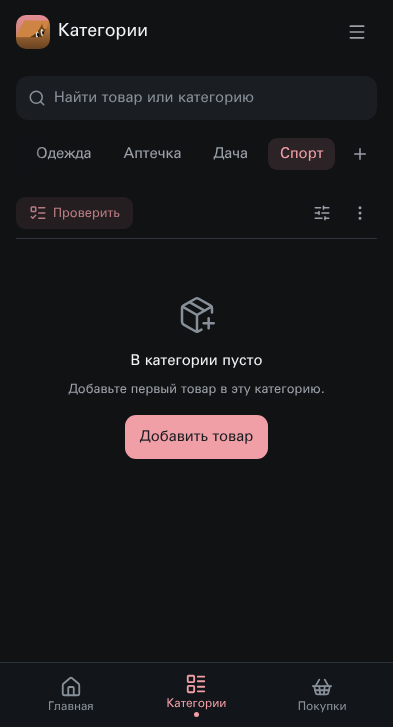 Категории
Найти товар или категорию
Одежда Аптечка Дача Спорт
Проверить
В категории пусто
Добавьте первый товар в эту категорию.
Добавить товар
Главная Категории Покупки